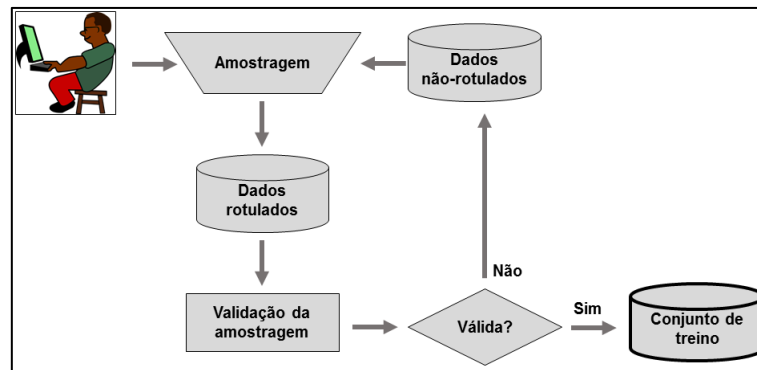 Amostragem
Dados
não-rotulados
Dados
rotulados
Não
Validação da
amostragem
Válida?
Sim
Conjunto de
treino